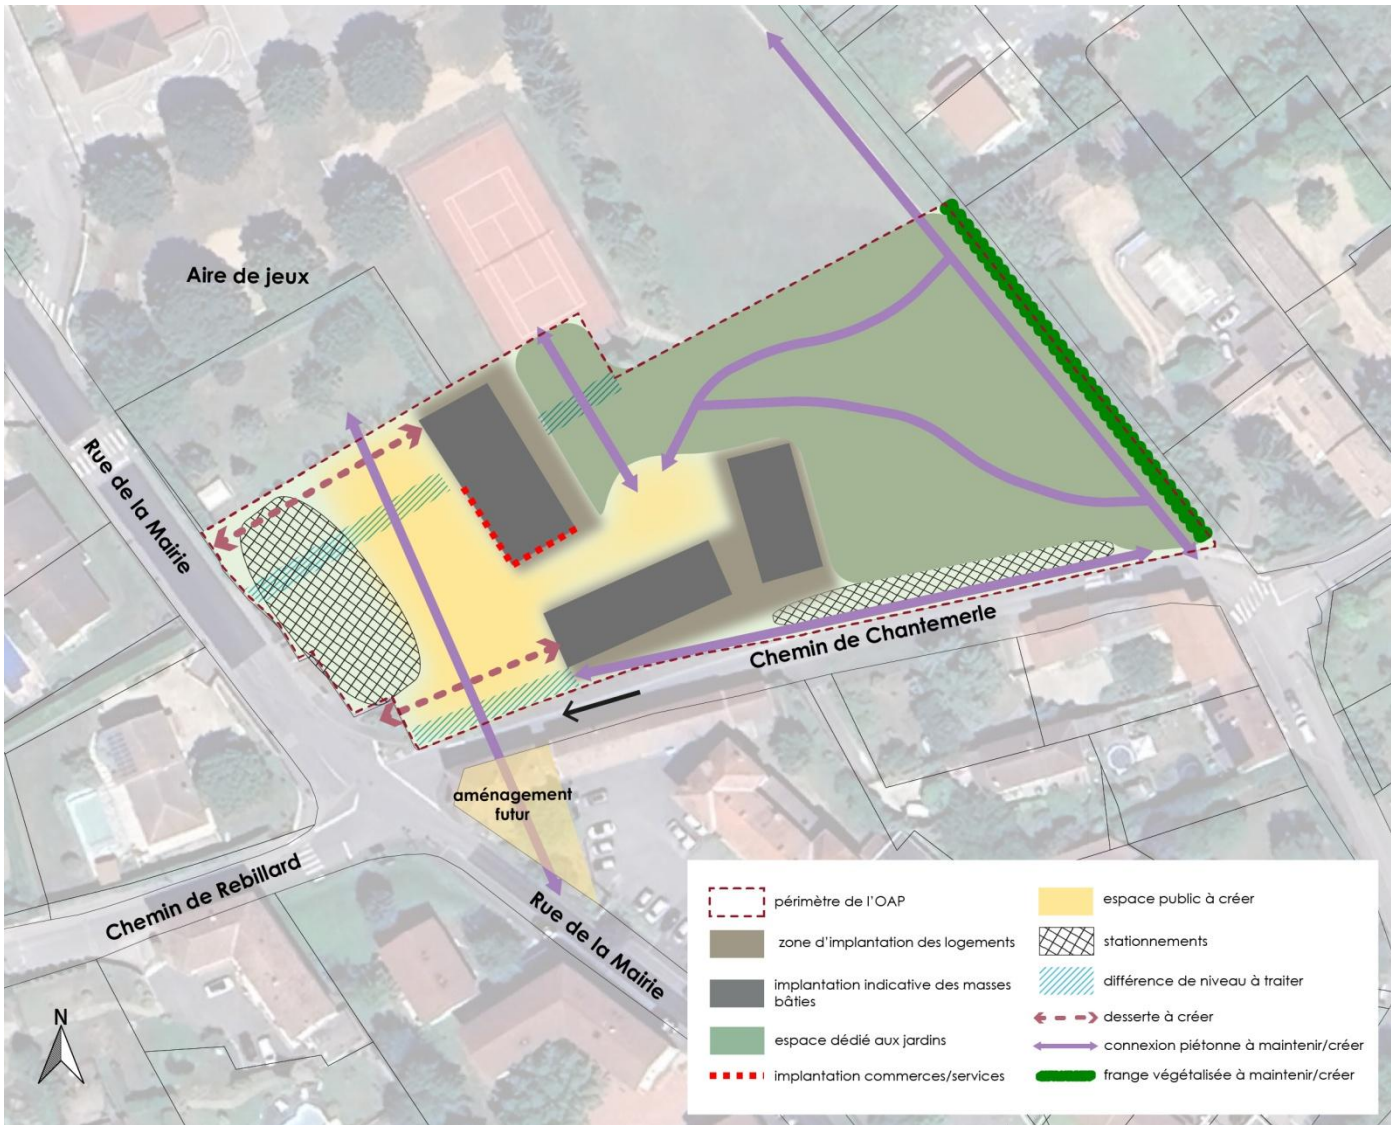 Aire de jeux
Rue de la Mairie
Chemin de Chantemerle
aménagement
futur
Chemin de Rebillard
Rue de la Mairie
N
périmètre de l'OAP
zone d'implantation des logements
implantation indicative des masses
bâties
espace dédié aux jardins
implantation commerces/services
espace public à créer
stationnements
différence de niveau à traiter
desserte à créer
connexion piétonne à maintenir/créer
frange végétalisée à maintenir/créer